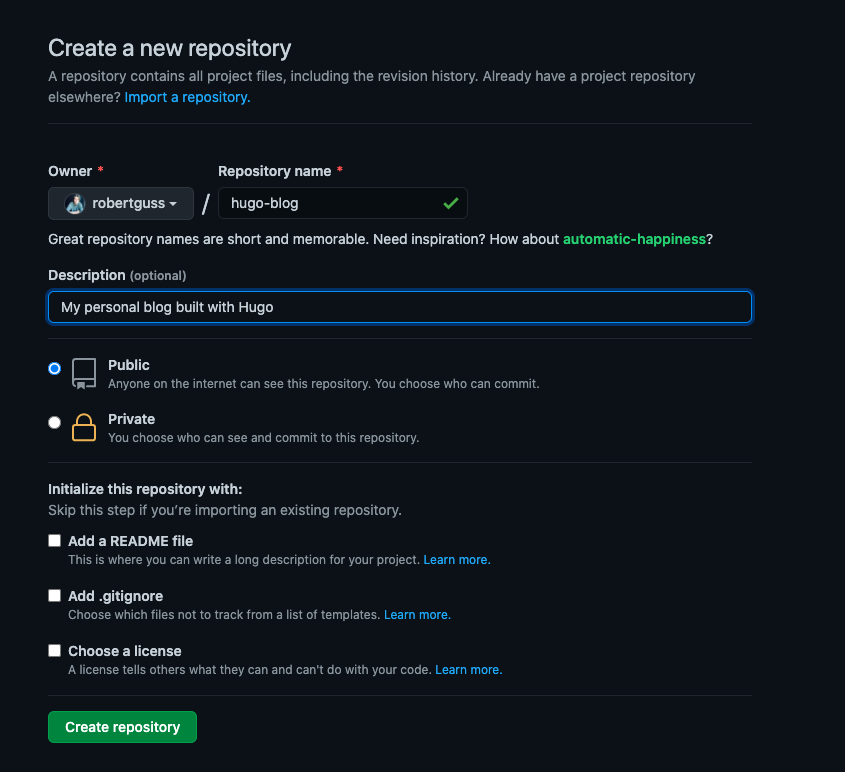 Create a new repository
A repository contains all project files, including the revision history. Already have a project repository
elsewhere? Import a repository.
Owner * Repository name *
robertguss / hugo-blog
Great repository names are short and memorable. Need inspiration? How about automatic-happiness?
Description (optional)
My personal blog built with Hugo
Public
Anyone on the internet can see this repository. You choose who can commit.
Private
You choose who can see and commit to this repository.
Initialize this repository with:
Skip this step if you’re importing an existing repository.
Add a README file
This is where you can write a long description for your project. Learn more.
Add .gitignore
Choose which files not to track from a list of templates. Learn more.
Choose a license
A license tells others what they can and can't do with your code. Learn more.
Create repository